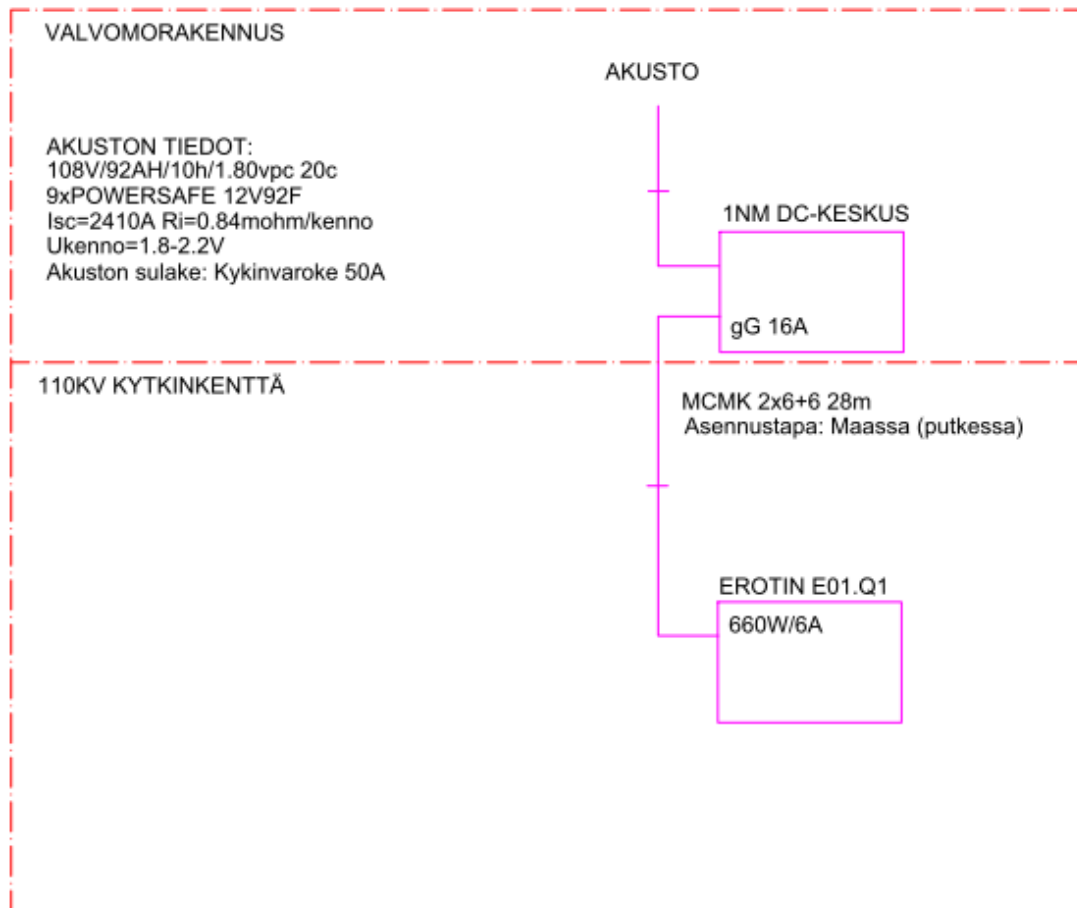 VALVOMORAKENNUS
AKUSTO
AKUSTON TIEDOT:
108V/92AH/10h/1.80vpc 20c
9xPOWERSAFE 12V92F
Isc=2410A Ri=0.84mohm/kenno
Ukenno=1.8-2.2V
Akuston sulake: Kykinvaroke 50A
1NM DC-KESKUS
gG 16A
110KV KYTKINKENTTÄ
MCMK 2x6+6 28m
Asennustapa: Maassa (putkessa)
EROTIN E01.Q1
660W/6A